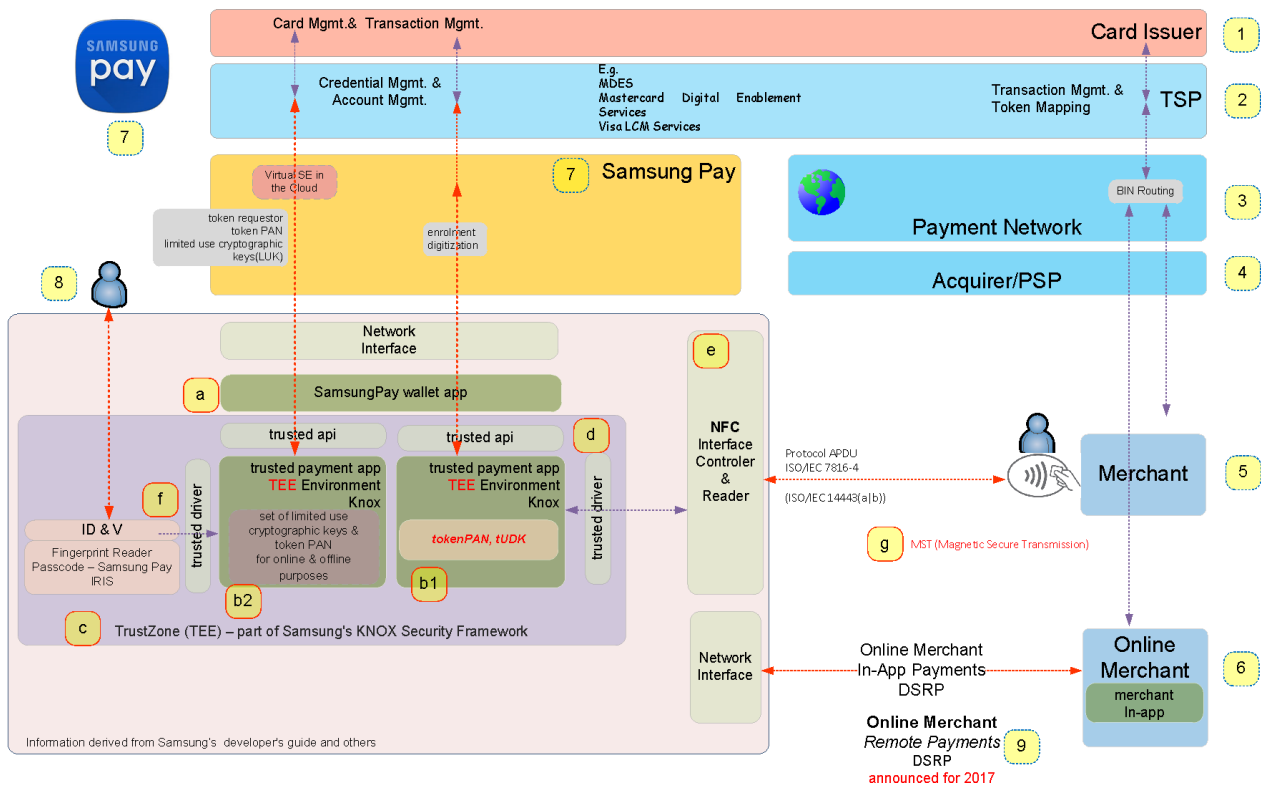 SAMSUNG
pay
7
Card Mgmt.& Transaction Mgmt.
Card Issuer
1
Credential Mgmt. &
Account Mgmt.
E.g.
MDES
Mastercard Digital Enablement
Services
Visa LCM Services
Transaction Mgmt. &
Token Mapping
TSP
2
Virtual SE in
the Cloud
7
Samsung Pay
token requestor
token PAN
limited use cryptographic
keys(LUK)
enrolment
digitization
BIN Routing
Payment Network
3
Acquirer/PSP
4
8
Network
Interface
a
SamsungPay wallet app
trusted api
trusted api
d
trusted payment app
TEE Environment
Knox
set of limited use
cryptographic keys &
token PAN
for online & offline
purposes
b2
trusted payment app
TEE Environment
Knox
tokenPAN, tUDK
b1
trusted driver
trusted driver
f
ID & V
Fingerprint Reader
Passcode – Samsung Pay
IRIS
c
TrustZone (TEE) – part of Samsung's KNOX Security Framework
e
NFC
Interface
Controler
&
Reader
Protocol APDU
ISO/IEC 7816-4
(ISO/IEC 14443(a|b))
Merchant
5
g
MST (Magnetic Secure Transmission)
Network
Interface
Online Merchant
In-App Payments
DSRP
Online
Merchant
merchant
In-app
6
Online Merchant
Remote Payments
DSRP
announced for 2017
9
Information derived from Samsung's developer's guide and others